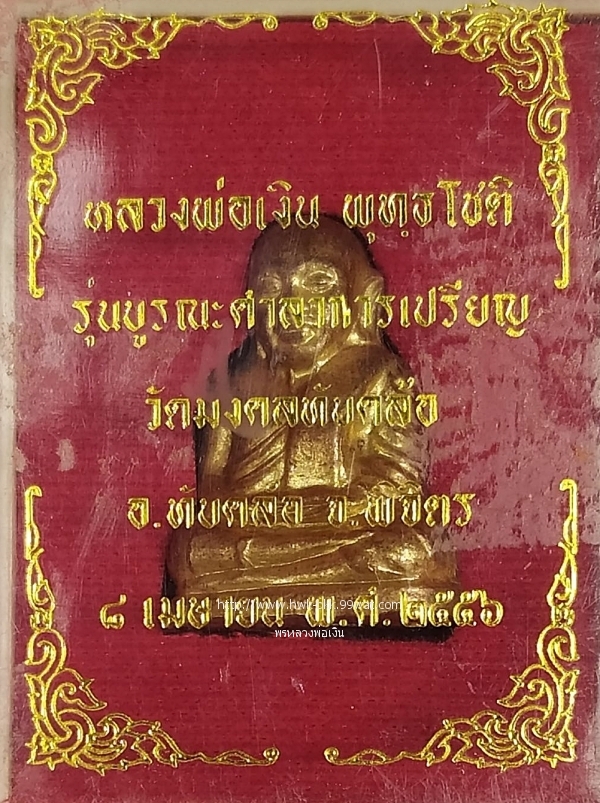 หลวงพ่อเงิน พุทธโชติ
รุ่นบูรณะศาลาการเปรียญ
วัดมงคลทับคล้อ
อ.ทับคลอ จ.พิจิตร
๘ เมษายน พ.ศ.๒๕๕๖
พรหลวงพ่อเงิน